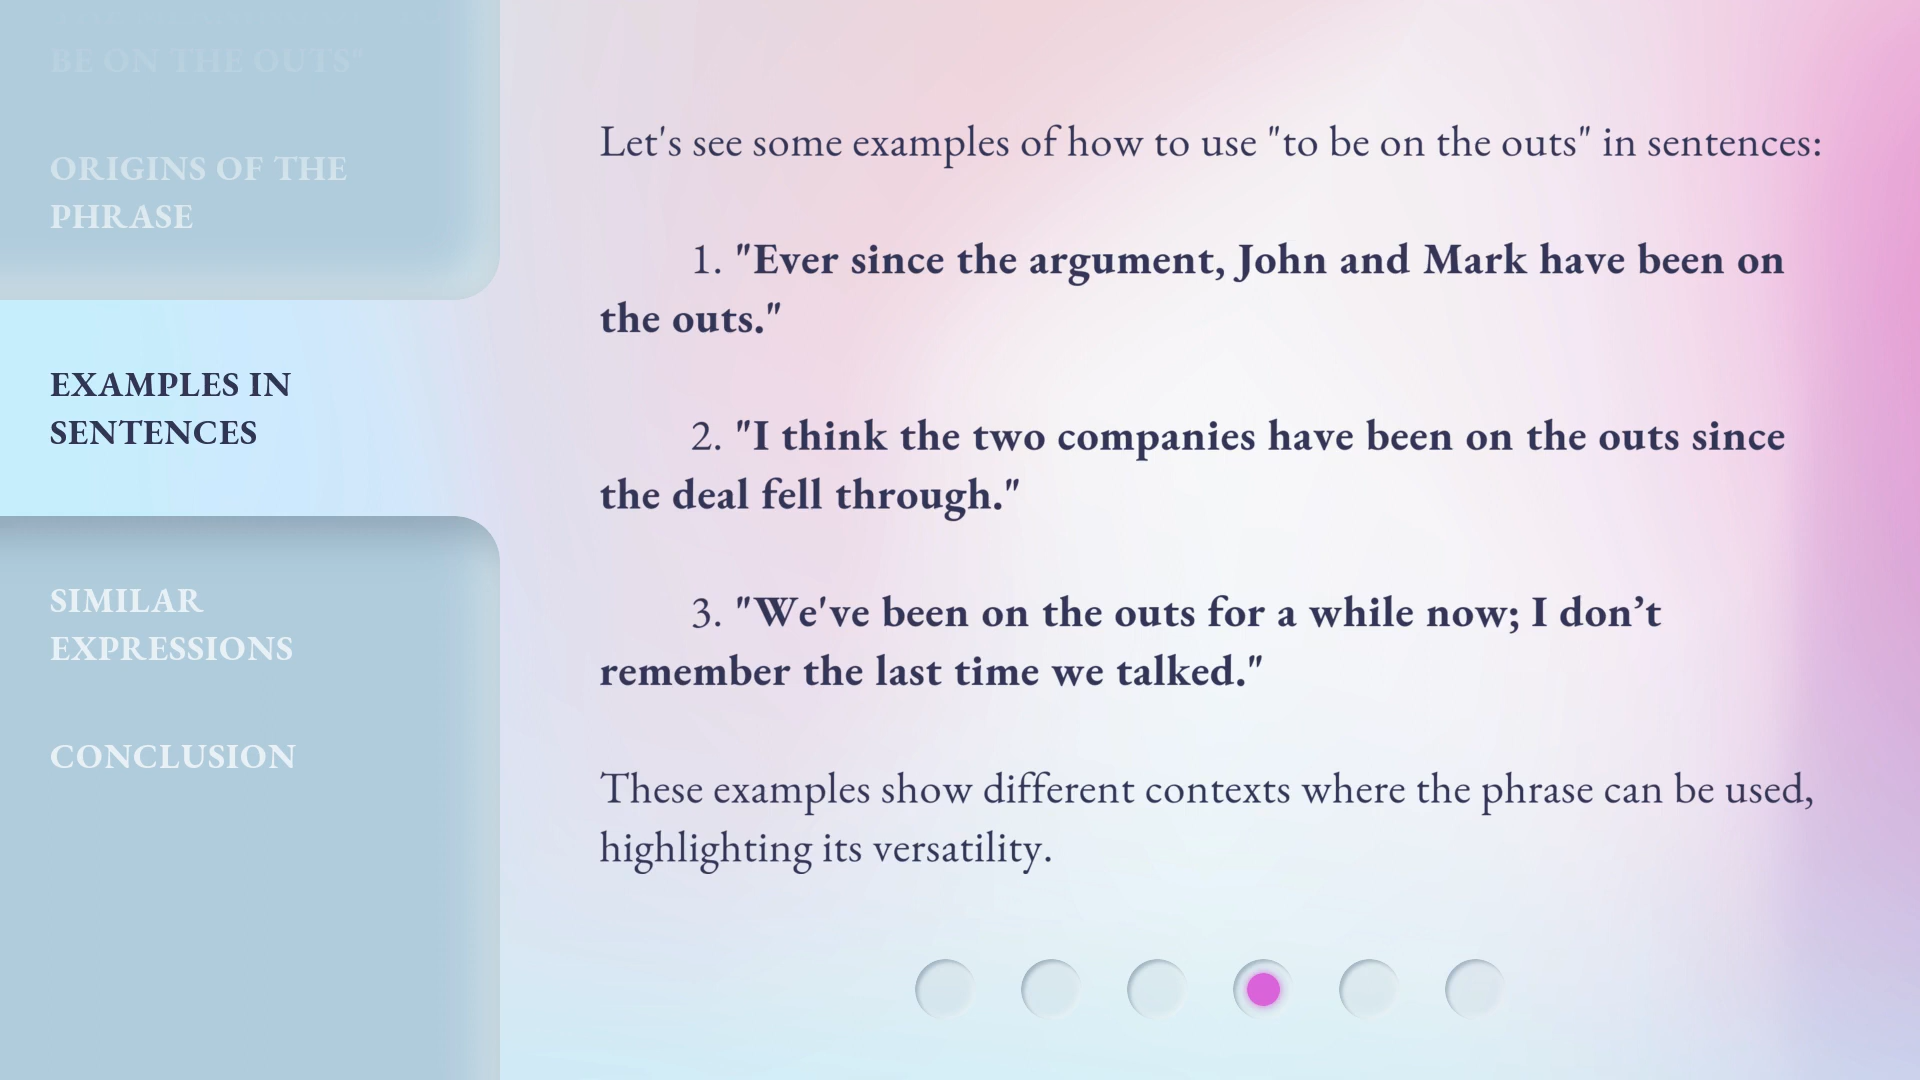 BE ON THE OUTS"
ORIGINS OF THE
PHRASE
EXAMPLES IN
SENTENCES
SIMILAR
EXPRESSIONS
CONCLUSION
Let's see some examples of how to use "to be on the outs" in sentences:
1. "Ever since the argument, John and Mark have been on
the outs."
2. "I think the two companies have been on the outs since
the deal fell through."
3. "We've been on the outs for a while now; I don’t
remember the last time we talked."
These examples show different contexts where the phrase can be used,
highlighting its versatility.